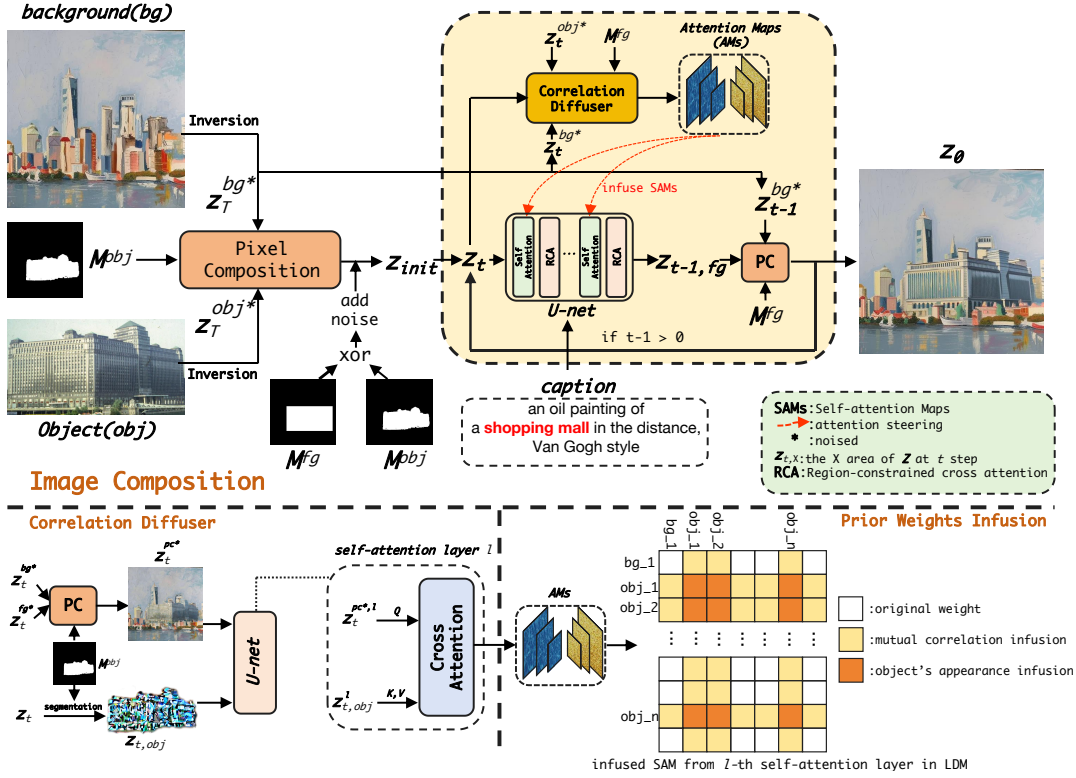 background(bg)
Inversion
z_T^{bg*}
M^{obj}
Pixel
Composition
z_T^{obj*}
Inversion
Object(obj)
add
noise
xor
M^{fg}
M^{obj}
z_{init}
z_t
z_t^{obj*}
M^{fg}
Correlation
Diffuser
z_t^{bg*}
Attention Maps
(AMs)
infuse SAMs
Self
Attention
RCA
...
Self
Attention
RCA
U-net
z_{t-1,fg}
z_{t-1}^{bg*}
PC
M^{fg}
if t-1 > 0
z_0
caption
an oil painting of
a shopping mall in the distance,
Van Gogh style
SAMs:Self-attention Maps
:attention steering
* :noised
z_{t,X}:the X area of z at t step
RCA:Region-constrained cross attention
Image Composition
Correlation Diffuser
z_t^{bg*}
z_t^{fg*}
PC
z_t^{pc*}
M^{obj}
segmentation
z_t
z_{t,obj}
U-net
self-attention layer l
z_t^{pc*,l}
Q
z_{t,obj}^l
K,V
Cross
Attention
AMs
Prior Weights Infusion
bg_1
obj_1
obj_2
obj_n
bg_1
obj_1
obj_2
obj_n
:original weight
:mutual correlation infusion
:object's appearance infusion
infused SAM from l-th self-attention layer in LDM